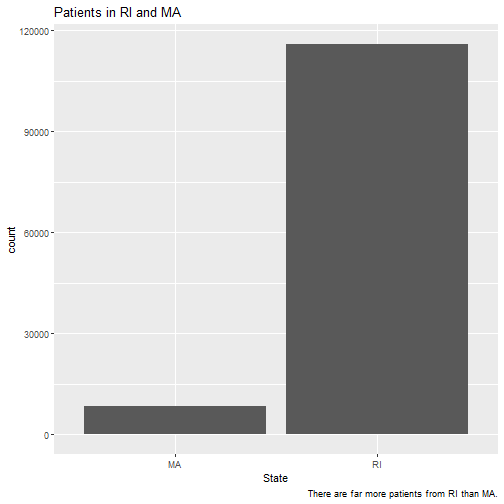 Patients in RI and MA
120000
90000
60000
30000
0
count
MA RI
State
There are far more patients from RI than MA.